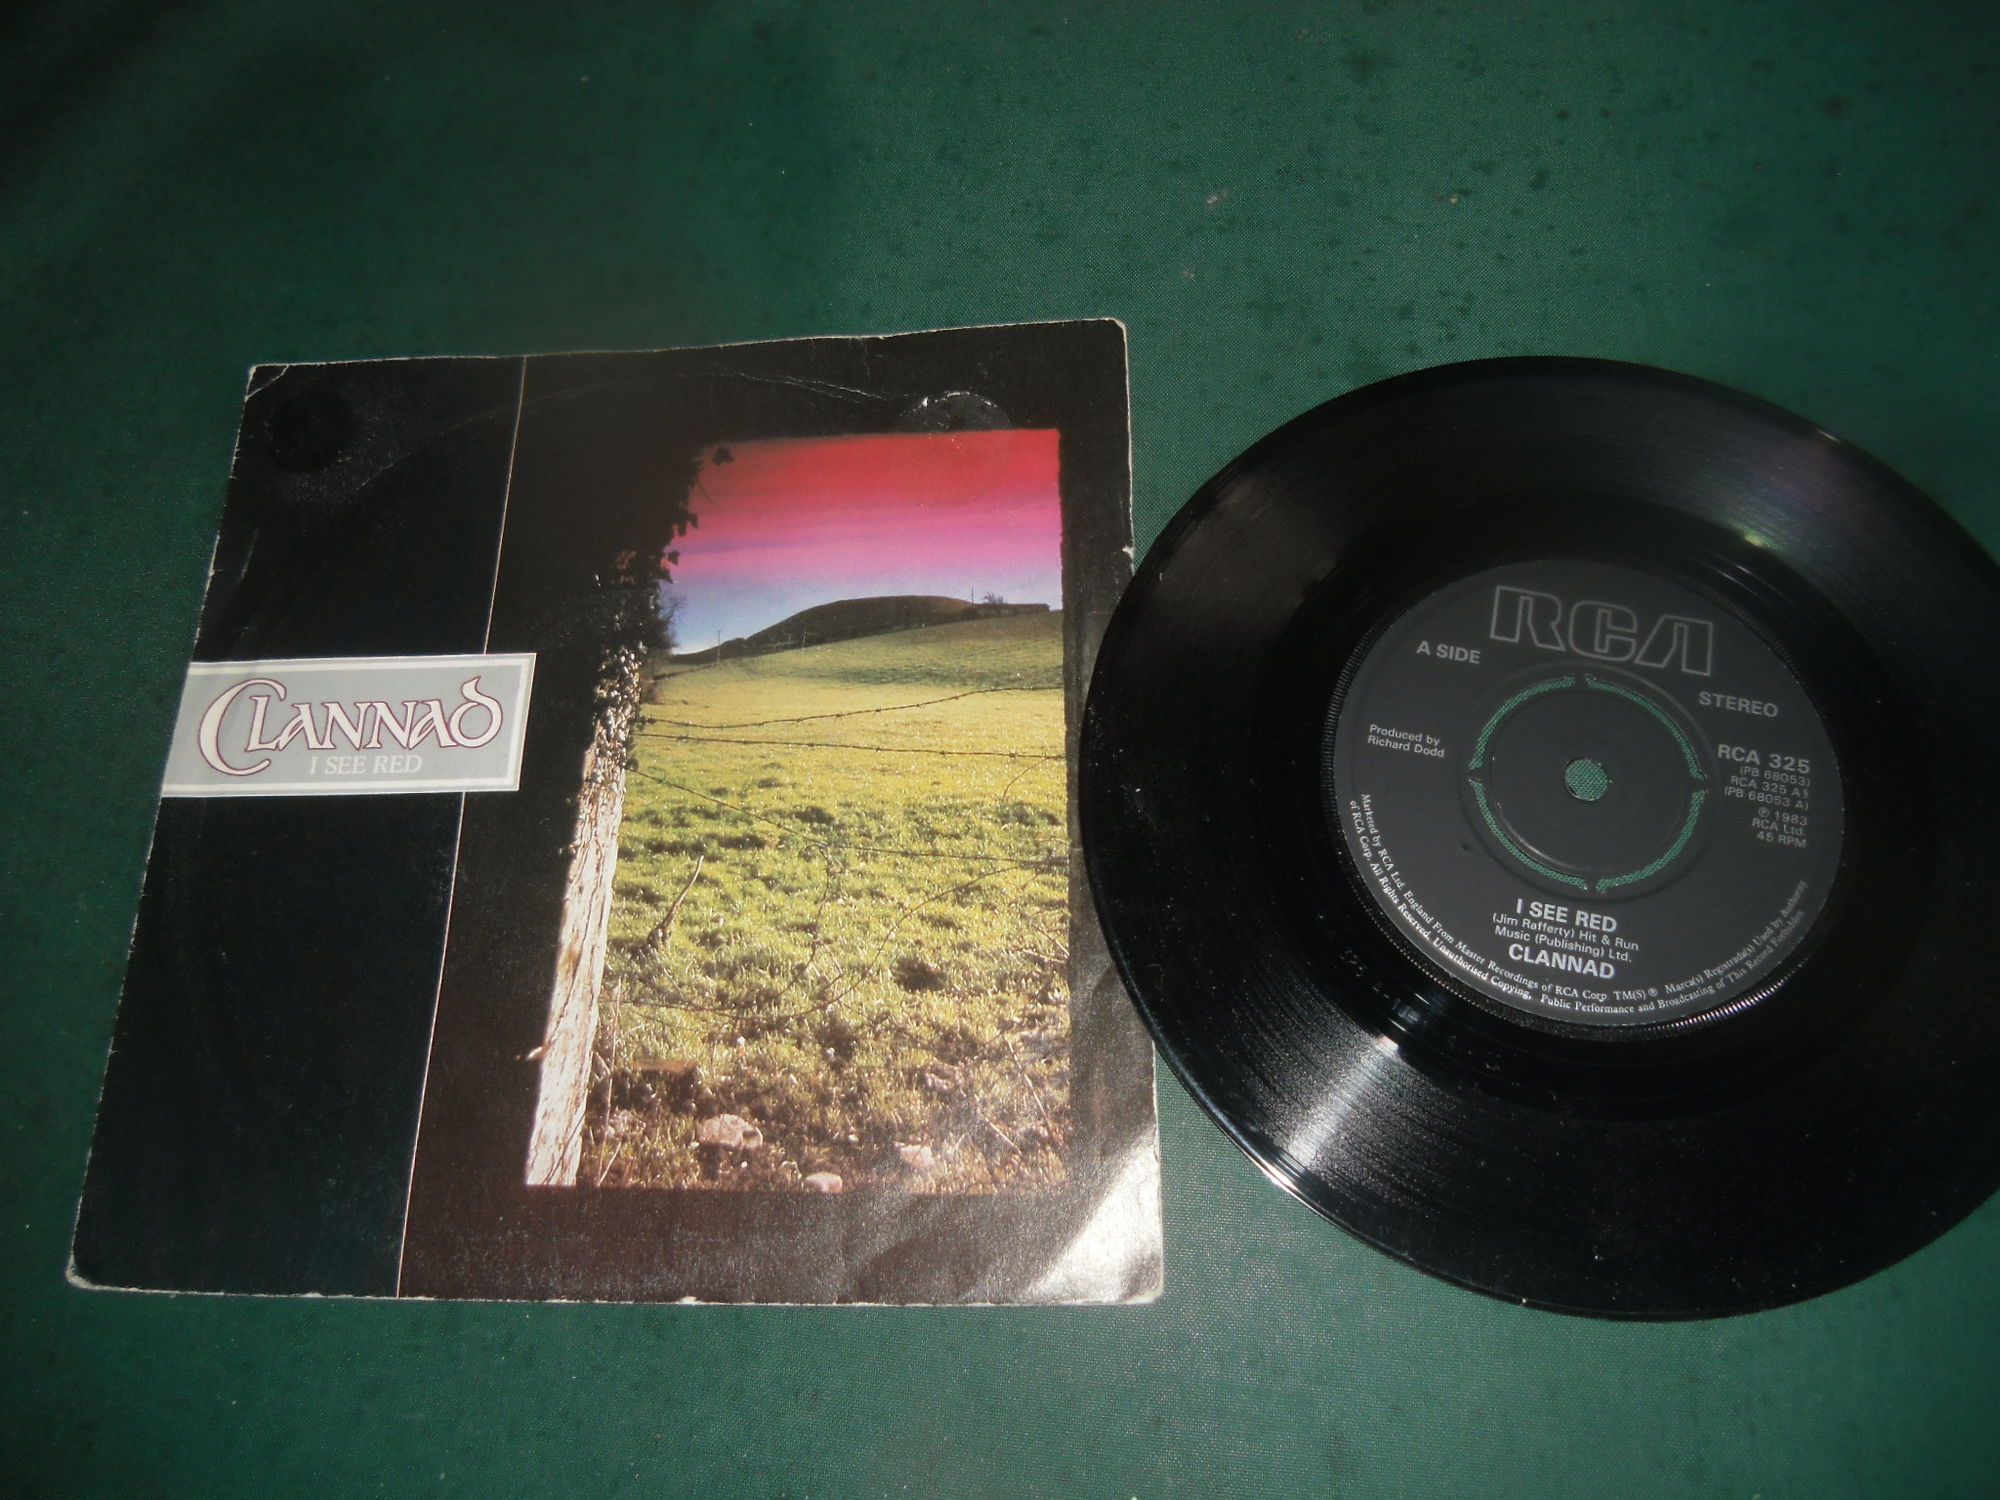 CLANNAD
I SEE RED
RCA
A SIDE
STEREO
Produced by
Richard Dodd
RCA 325
(PB 68053)
RCA 325 A
(PB 68053 A)
℗ 1983
RCA Ltd.
45 RPM
I SEE RED
(Jim Rafferty) Hit & Run
Music (Publishing) Ltd.
CLANNAD
Marketed by RCA Ltd. England From Master Recordings of RCA Corp TM(S) ® Marca(s) Registrada(s) Used by Authority
of RCA Corp. All Rights Reserved. Unauthorised Copying, Public Performance and Broadcasting of This Record Forbidden